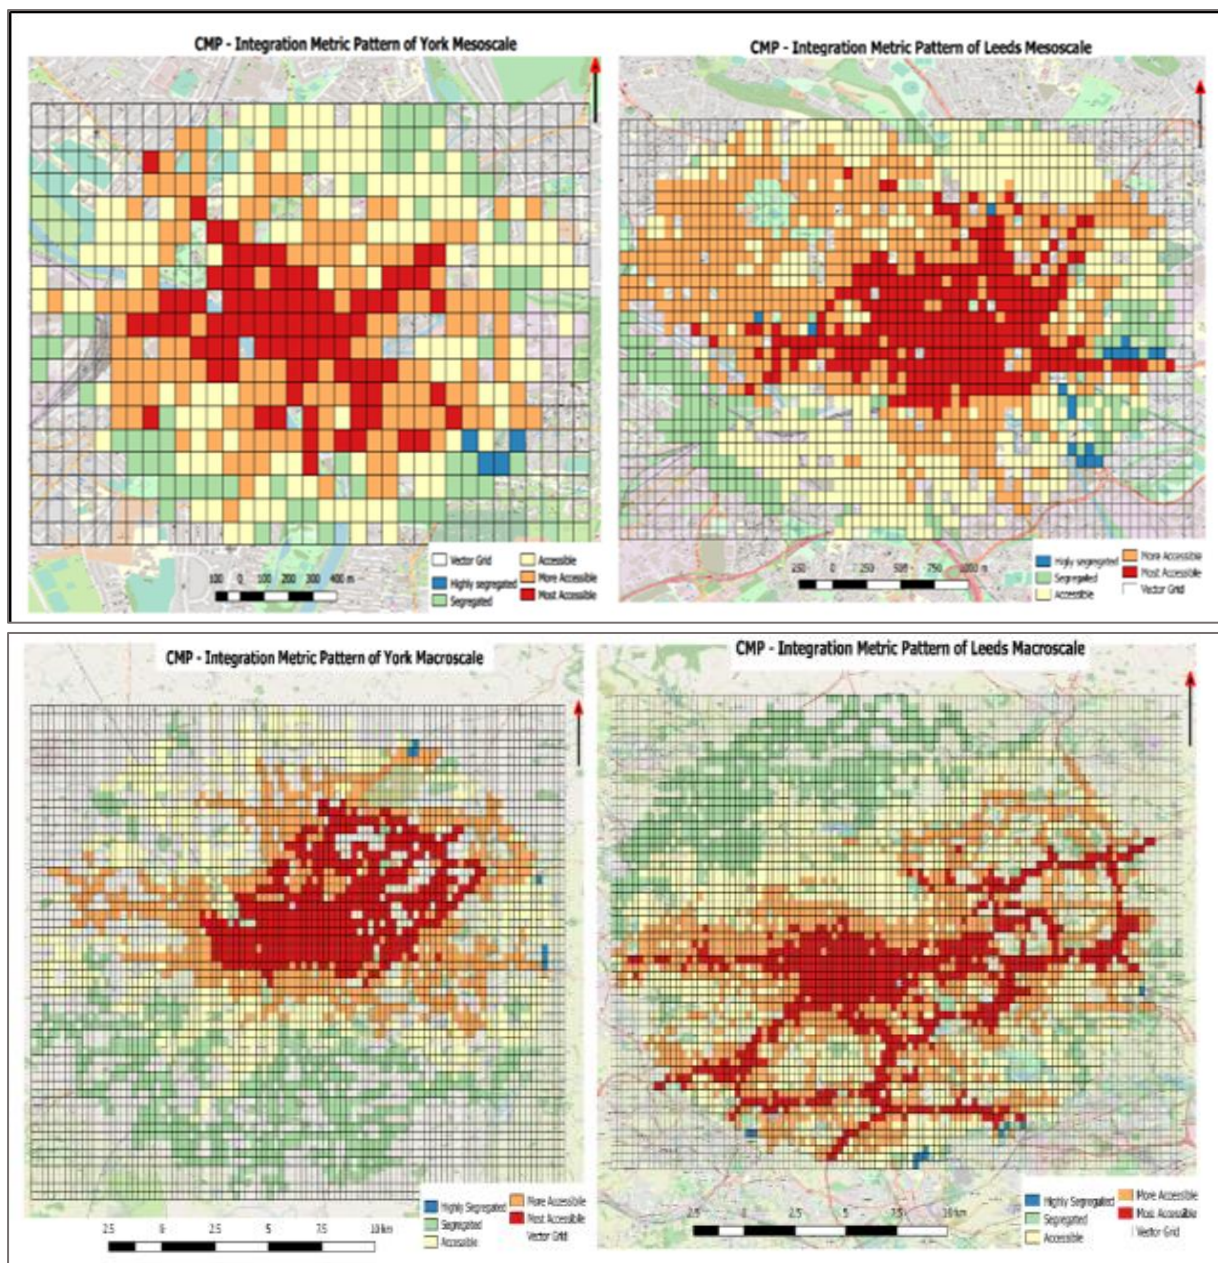 CMP - Integration Metric Pattern of York Mesoscale
CMP - Integration Metric Pattern of Leeds Mesoscale
Vector Grid
Highly segregated
Segregated
Accessible
More Accessible
Most Accessible
100 0 100 200 300 400 m
Higly segregated
Segregated
Accessible
More Accessible
Most Accessible
Vector Grid
250 0 250 500 750 1000 m
CMP - Integration Metric Pattern of York Macroscale
CMP - Integration Metric Pattern of Leeds Macroscale
Highly Segregated
Segregated
Accessible
More Accessible
Most Accessible
Vector Grid
2.5 0 2.5 5 7.5 10 km
Highly Segregated
Segregated
Accessible
More Accessible
Most Accessible
Vector Grid
2.5 0 2.5 5 7.5 10 km